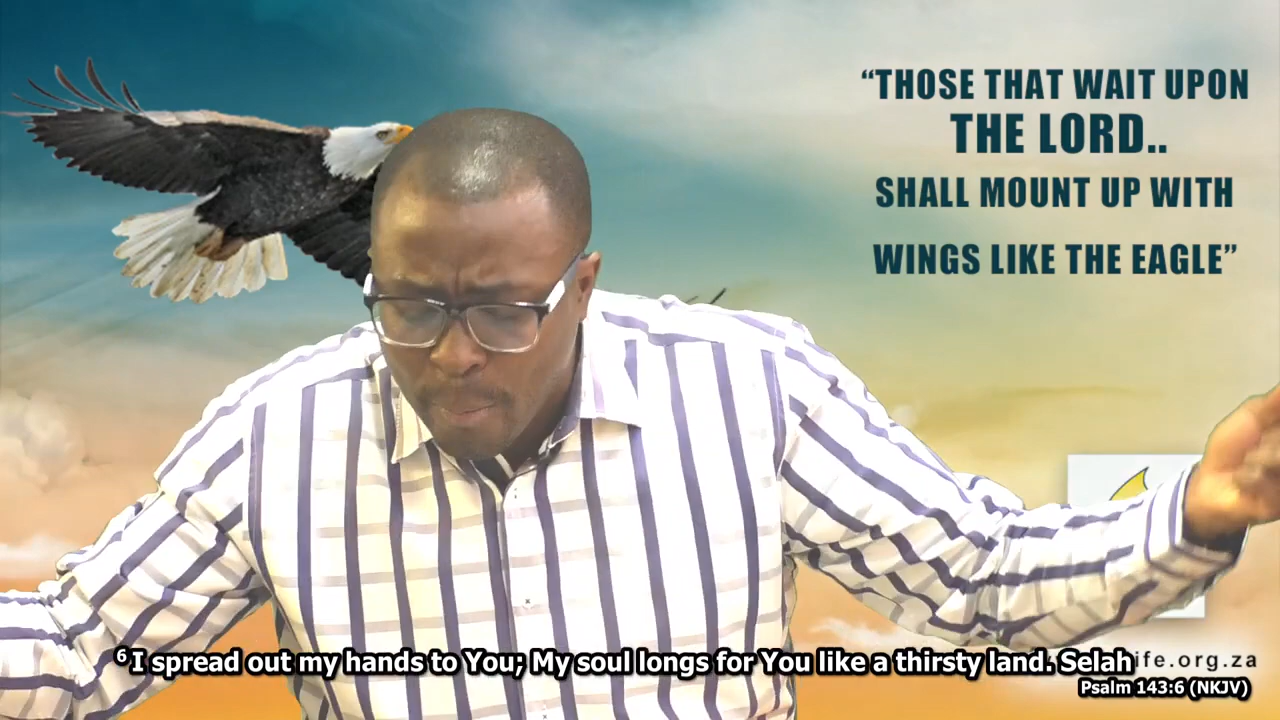 “THOSE THAT WAIT UPON
THE LORD..
SHALL MOUNT UP WITH
WINGS LIKE THE EAGLE”
6 I spread out my hands to You; My soul longs for You like a thirsty land. Selah
ife.org.za
Psalm 143:6 (NKJV)